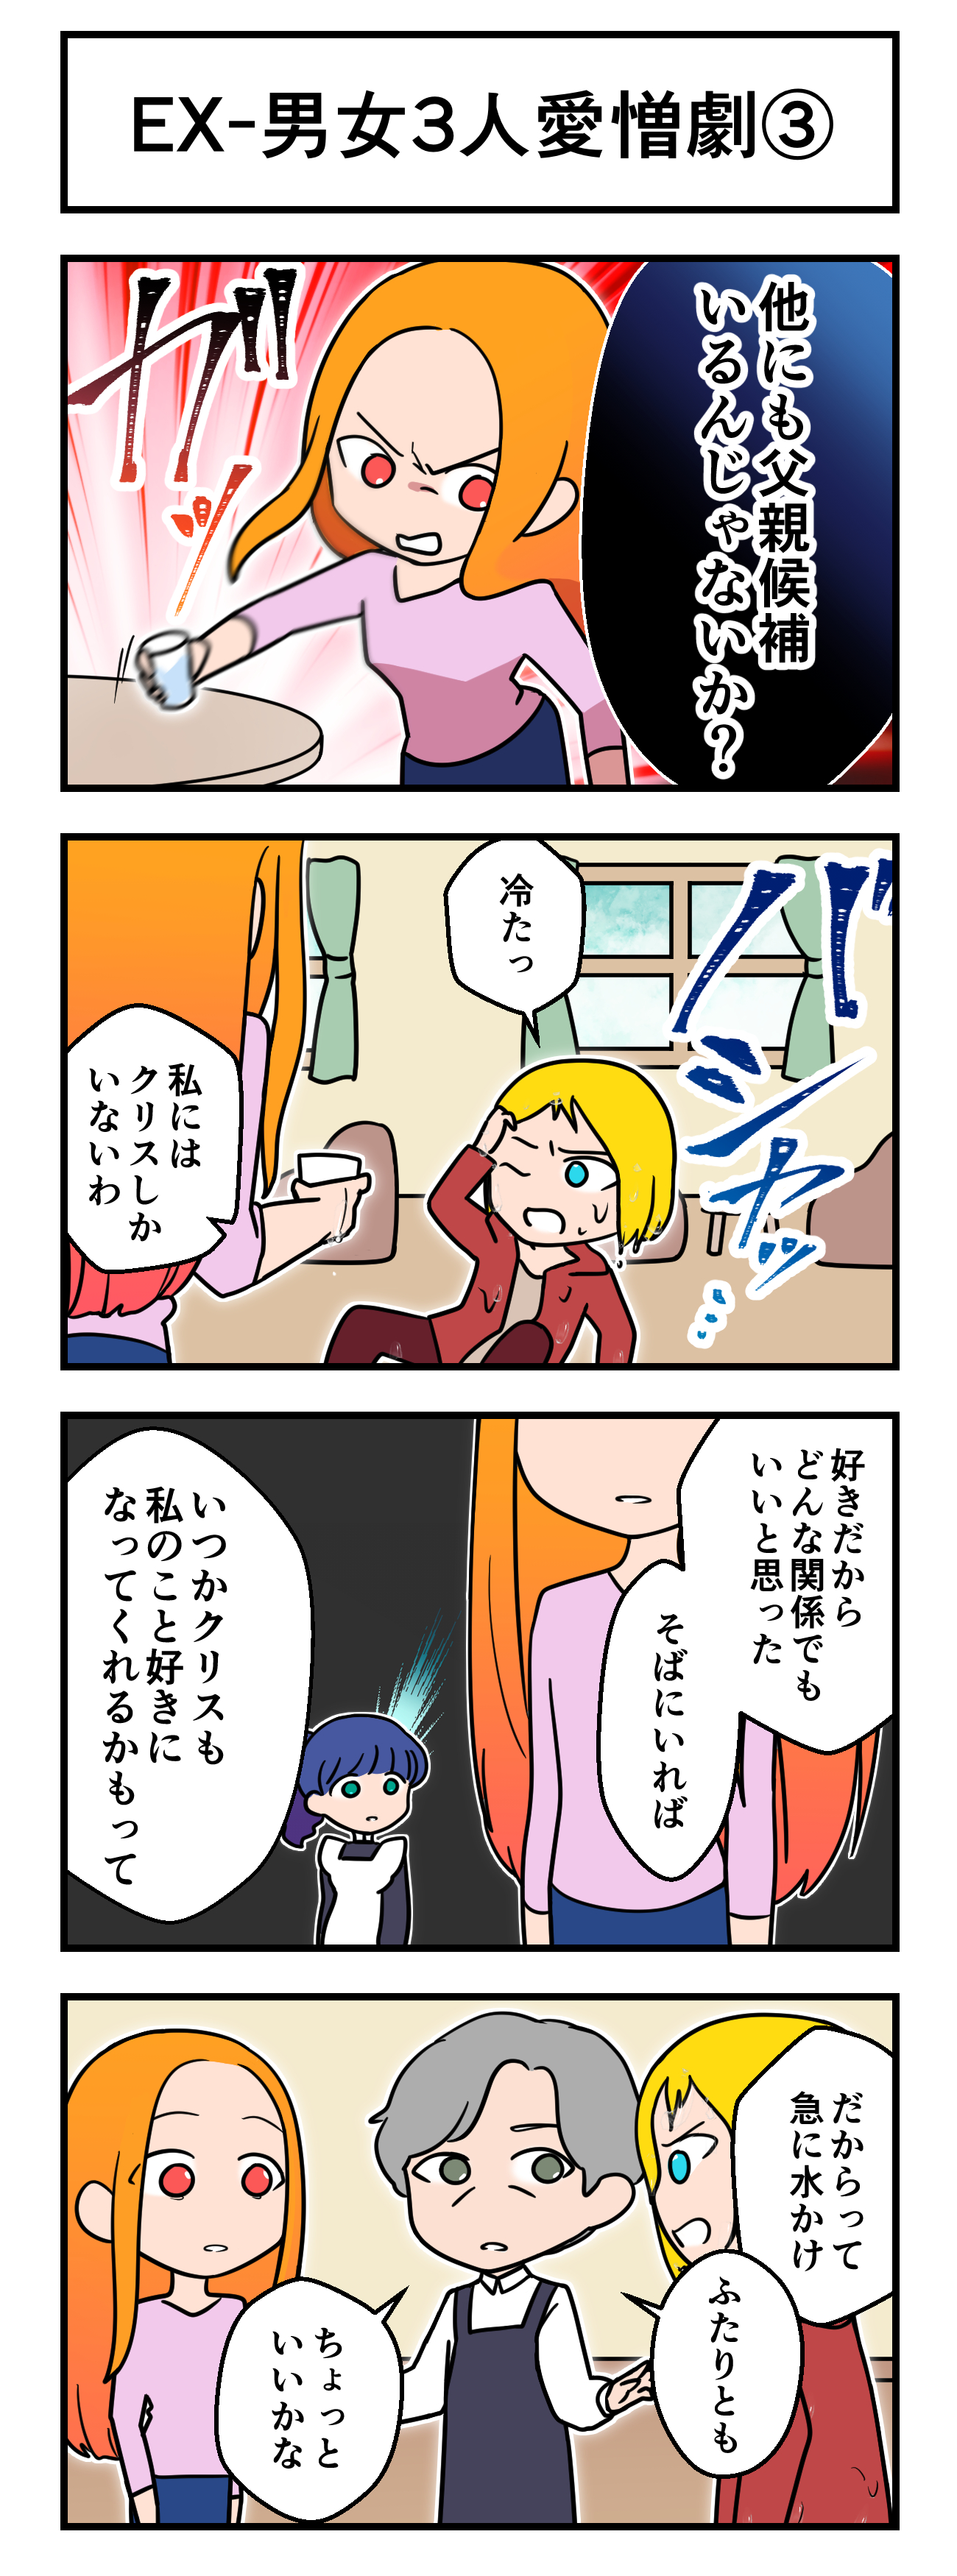 EX-男女3人愛憎劇③
他にも父親候補
いるんじゃないか?
ガッ
バシャッ…
冷たっ
私には
クリスしか
いないわ
好きだから
どんな関係でも
いいと思った
そばにいれば
いつかクリスも
私のこと好きに
なってくれるかもって
だからって
急に水かけ
ふたりとも
ちょっと
いいかな